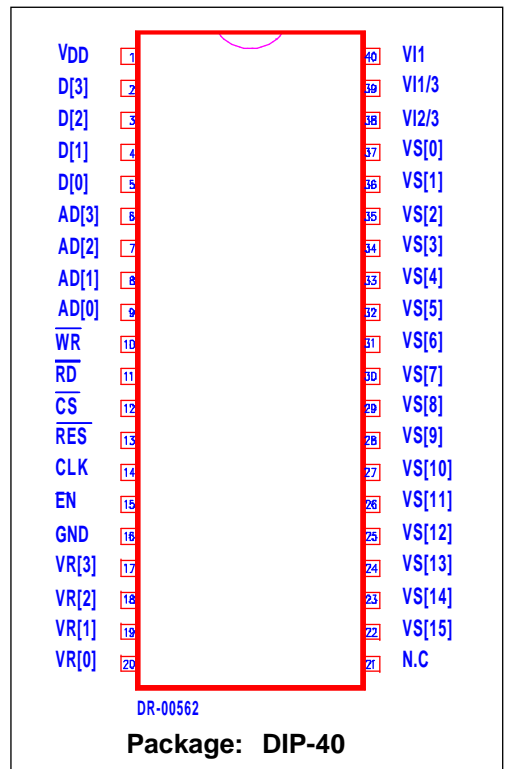 VDD 1 40 VI1
D[3] 2 39 VI1/3
D[2] 3 38 VI2/3
D[1] 4 37 VS[0]
D[0] 5 36 VS[1]
AD[3] 6 35 VS[2]
AD[2] 7 34 VS[3]
AD[1] 8 33 VS[4]
AD[0] 9 32 VS[5]
WR 10 31 VS[6]
RD 11 30 VS[7]
CS 12 29 VS[8]
RES 13 28 VS[9]
CLK 14 27 VS[10]
EN 15 26 VS[11]
GND 16 25 VS[12]
VR[3] 17 24 VS[13]
VR[2] 18 23 VS[14]
VR[1] 19 22 VS[15]
VR[0] 20 21 N.C
DR-00562
Package: DIP-40